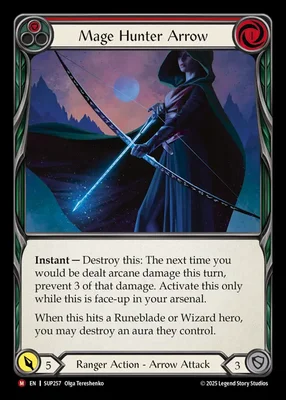 Mage Hunter Arrow
Instant — Destroy this: The next time
you would be dealt arcane damage this turn,
prevent 3 of that damage. Activate this only
while this is face-up in your arsenal.
When this hits a Runeblade or Wizard hero,
you may destroy an aura they control.
5
Ranger Action - Arrow Attack
3
M EN | SUP257 Olga Tereshenko
© 2025 Legend Story Studios